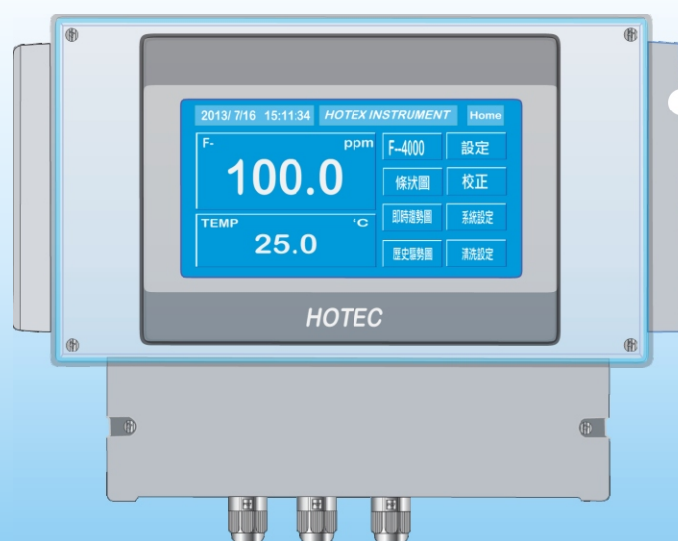 2013/ 7/16 15:11:34 HOTEX INSTRUMENT Home
F- ppm
100.0
TEMP °C
25.0
F--4000 設定
條狀圖 校正
即時趨勢圖 系統設定
歷史驅勢圖 清洗設定
HOTEC